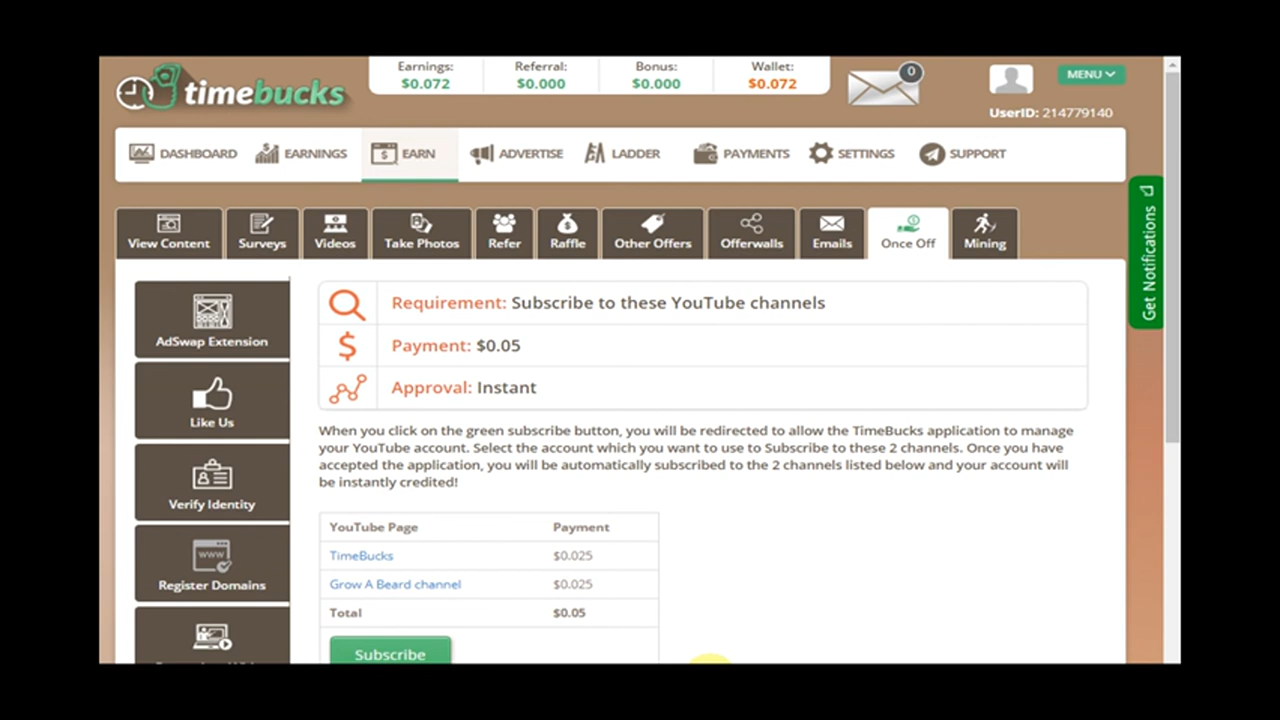 timebucks
Earnings: Referral: Bonus: Wallet:
$0.072 $0.000 $0.000 $0.072
0
MENU
UserID: 214779140
DASHBOARD EARNINGS EARN ADVERTISE LADDER PAYMENTS SETTINGS SUPPORT
View Content Surveys Videos Take Photos Refer Raffle Other Offers Offerwalls Emails Once Off Mining
Get Notifications
AdSwap Extension
Like Us
Verify Identity
WWW
Register Domains
Requirement: Subscribe to these YouTube channels
Payment: $0.05
Approval: Instant
When you click on the green subscribe button, you will be redirected to allow the TimeBucks application to manage
your YouTube account. Select the account which you want to use to Subscribe to these 2 channels. Once you have
accepted the application, you will be automatically subscribed to the 2 channels listed below and your account will
be instantly credited!
YouTube Page Payment
TimeBucks $0.025
Grow A Beard channel $0.025
Total $0.05
Subscribe